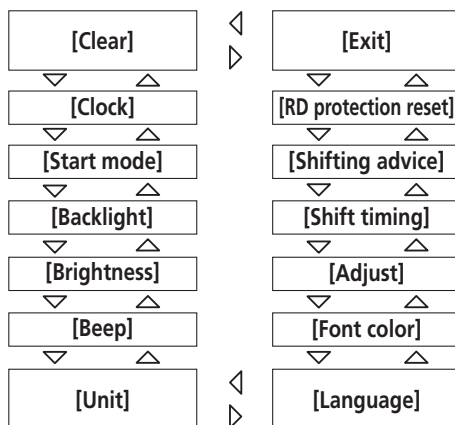 [Clear]
[Clock]
[Start mode]
[Backlight]
[Brightness]
[Beep]
[Unit]
[Exit]
[RD protection reset]
[Shifting advice]
[Shift timing]
[Adjust]
[Font color]
[Language]